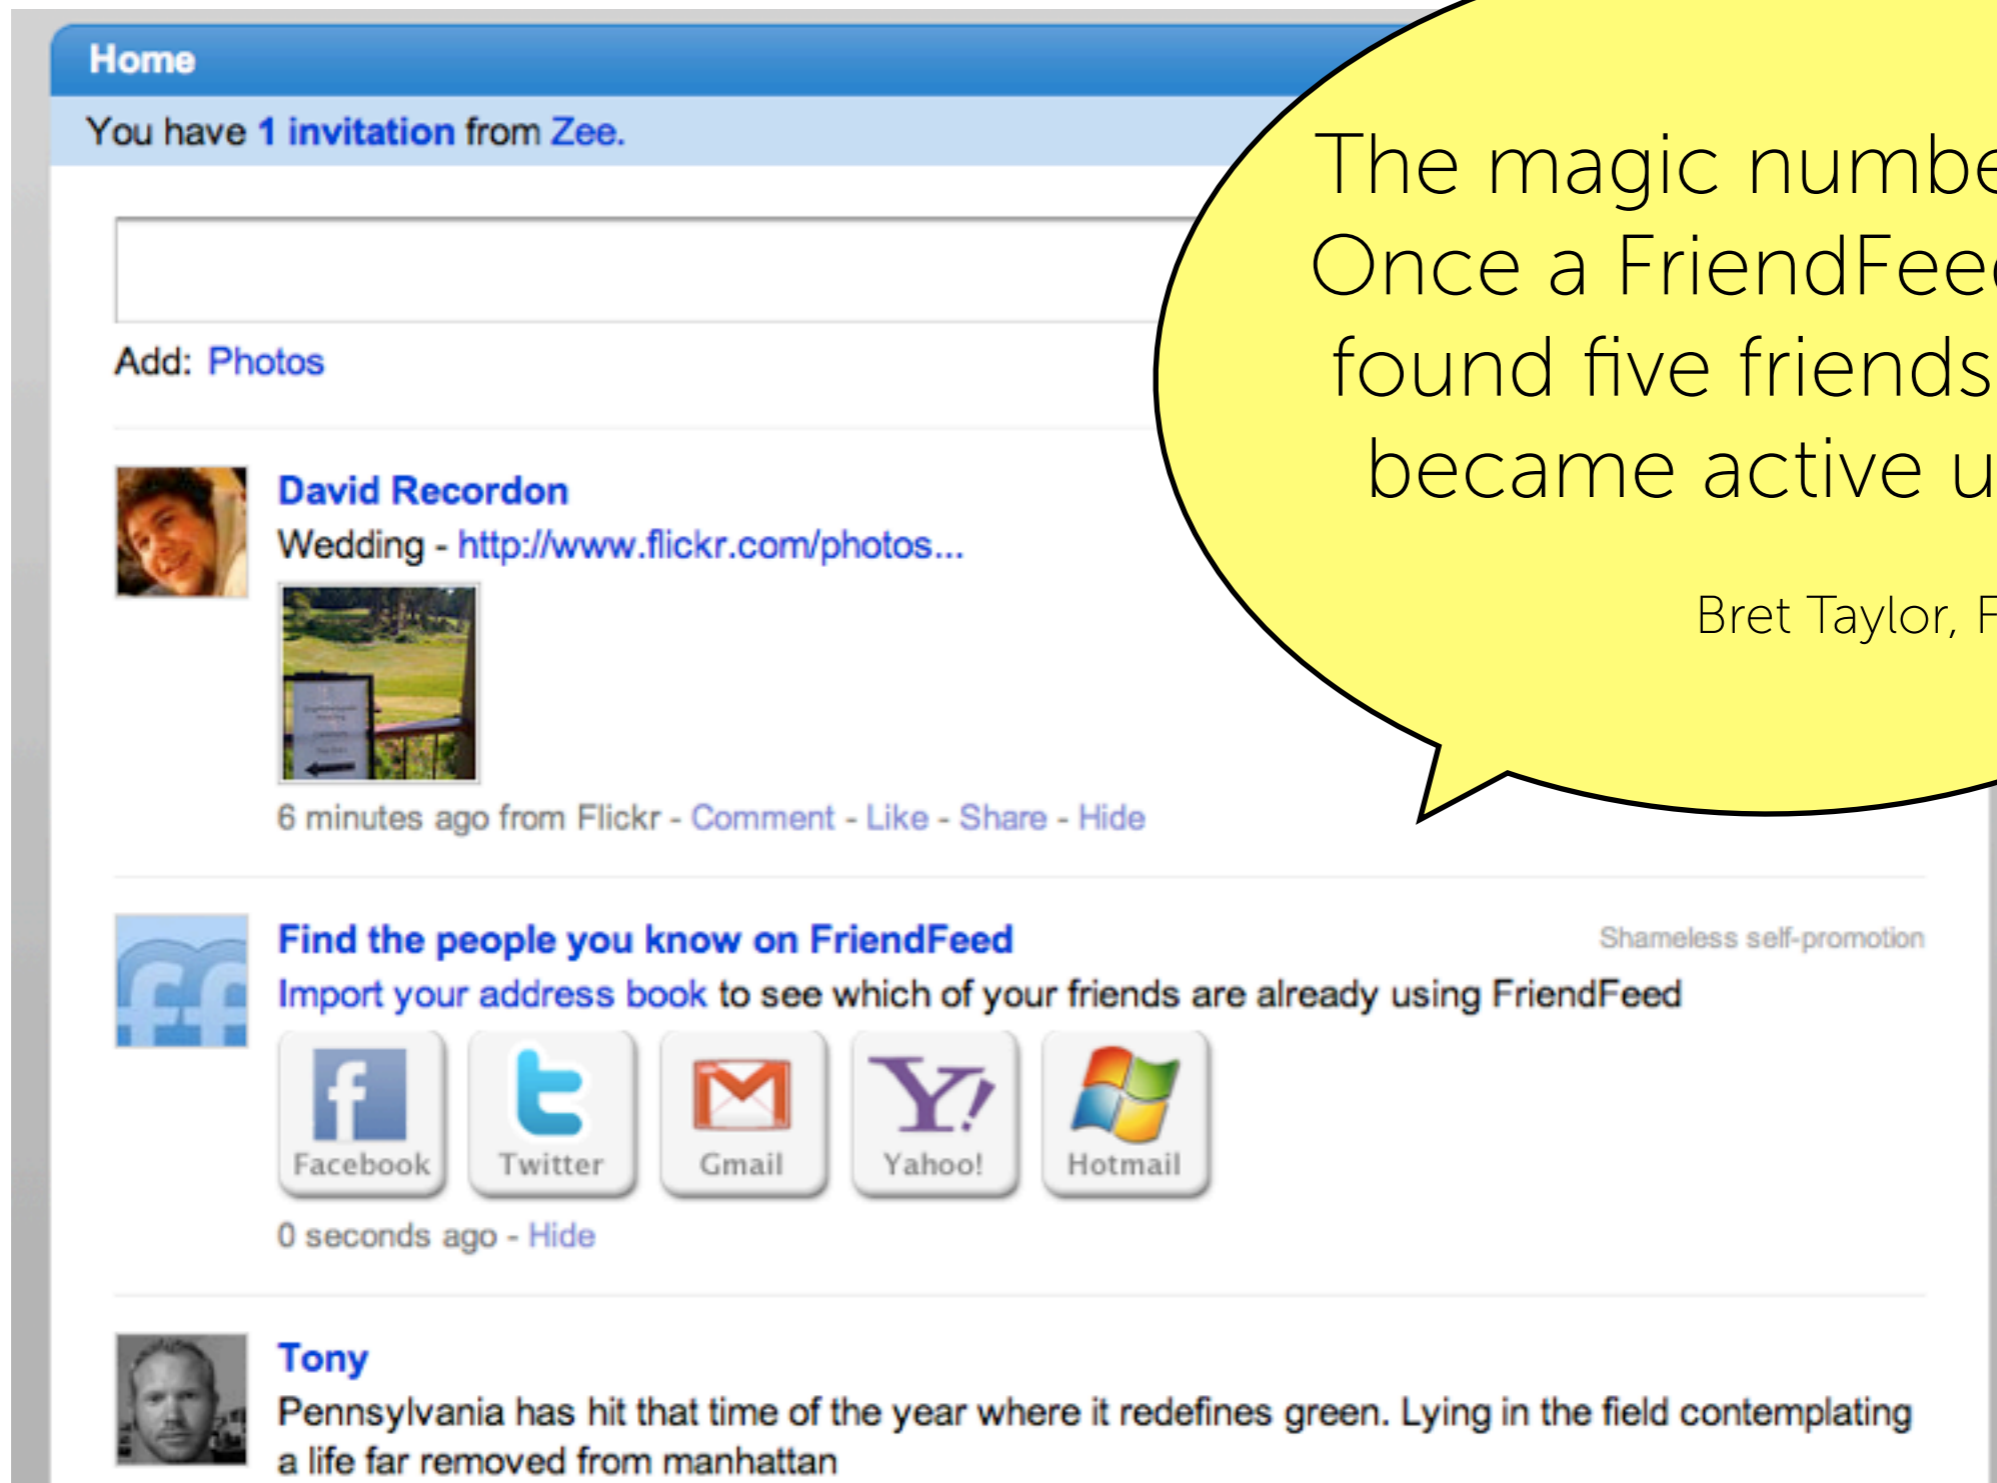 Home
You have 1 invitation from Zee.
The magic numbe
Once a FriendFeed
found five friends
became active u
Bret Taylor, F
Add: Photos
David Recordon
Wedding - http://www.flickr.com/photos...
6 minutes ago from Flickr - Comment - Like - Share - Hide
Find the people you know on FriendFeed
Shameless self-promotion
Import your address book to see which of your friends are already using FriendFeed
Facebook Twitter Gmail Yahoo! Hotmail
0 seconds ago - Hide
Tony
Pennsylvania has hit that time of the year where it redefines green. Lying in the field contemplating
a life far removed from manhattan